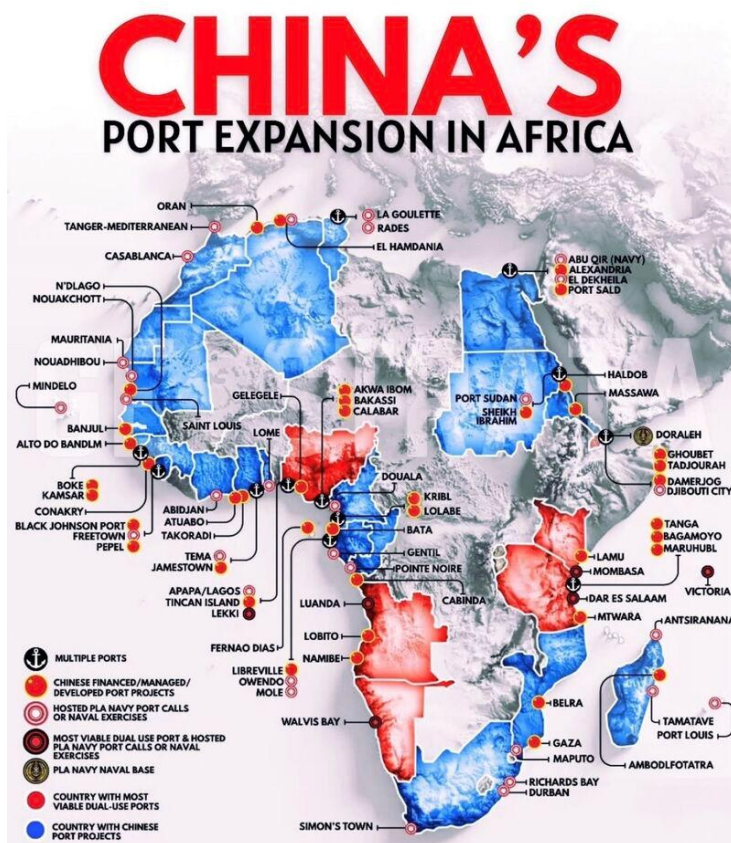 CHINA'S
PORT EXPANSION IN AFRICA
ORAN
TANGER-MEDITERRANEAN
CASABLANCA
N'DLAGO
NOUAKCHOTT
MAURITANIA
NOUADHIBOU
MINDELO
BANJUL
ALTO DO BANDLM
SAINT LOUIS
BOKE
KAMSAR
CONAKRY
BLACK JOHNSON PORT
FREETOWN
PEPEL
LA GOULETTE
RADES
EL HAMDANIA
ABU QIR (NAVY)
ALEXANDRIA
EL DEKHEILA
PORT SALD
GELEGELE
LOME
AKWA IBOM
BAKASSI
CALABAR
PORT SUDAN
SHEIKH
IBRAHIM
HALDOB
MASSAWA
DORALEH
GHOUBET
TADJOURAH
DAMERJOG
DJIBOUTI CITY
ABIDJAN
ATUABO
TAKORADI
TEMA
JAMESTOWN
APAPA/LAGOS
TINCAN ISLAND
LEKKI
DOUALA
KRIBL
LOLABE
BATA
GENTIL
POINTE NOIRE
CABINDA
FERNAO DIAS
LIBREVILLE
OWENDO
MOLE
LUANDA
LOBITO
NAMIBE
WALVIS BAY
TANGA
BAGAMOYO
MARUHUBL
LAMU
MOMBASA
DAR ES SALAAM
VICTORIA
MTWARA
ANTSIRANANA
BELRA
GAZA
MAPUTO
TAMATAVE
PORT LOUIS
AMBODLFOTATRA
RICHARDS BAY
DURBAN
SIMON'S TOWN
MULTIPLE PORTS
CHINESE FINANCED/MANAGED/
DEVELOPED PORT PROJECTS
HOSTED PLA NAVY PORT CALLS
OR NAVAL EXERCISES
MOST VIABLE DUAL USE PORT & HOSTED
PLA NAVY PORT CALLS OR NAVAL
EXERCISES
PLA NAVY NAVAL BASE
COUNTRY WITH MOST
VIABLE DUAL-USE PORTS
COUNTRY WITH CHINESE
PORT PROJECTS